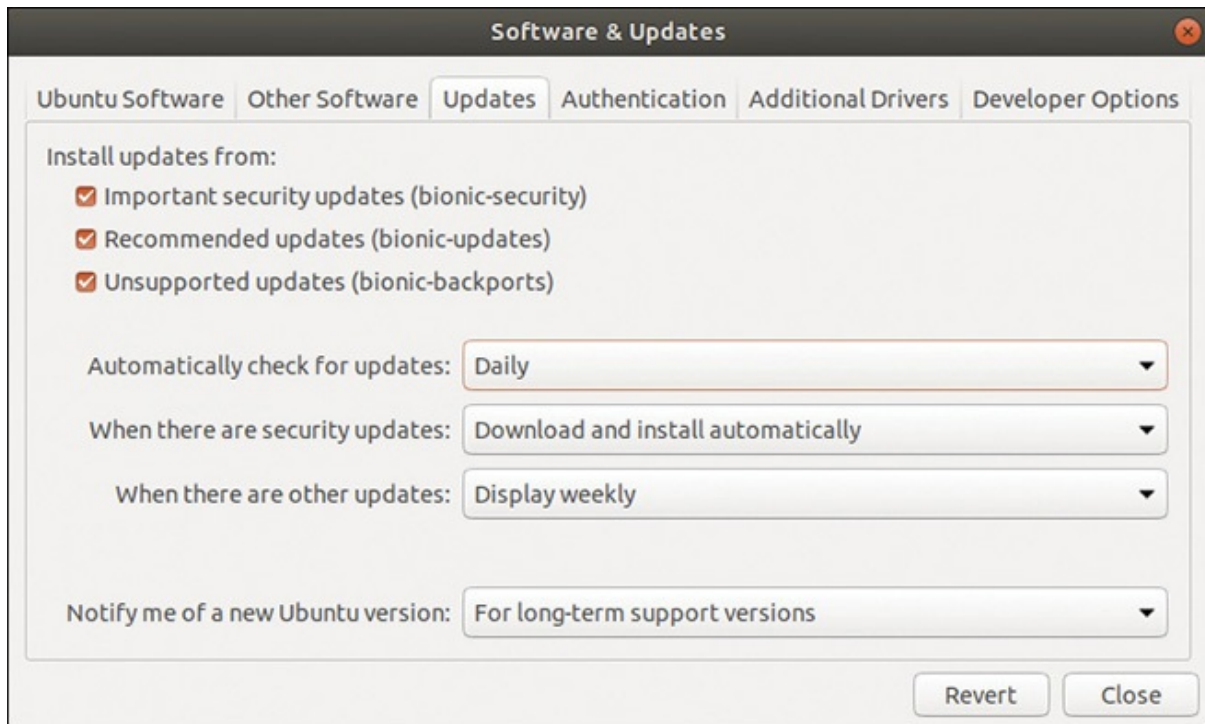 Software & Updates
Ubuntu Software Other Software Updates Authentication Additional Drivers Developer Options
Install updates from:
Important security updates (bionic-security)
Recommended updates (bionic-updates)
Unsupported updates (bionic-backports)
Automatically check for updates: Daily
When there are security updates: Download and install automatically
When there are other updates: Display weekly
Notify me of a new Ubuntu version: For long-term support versions
Revert Close